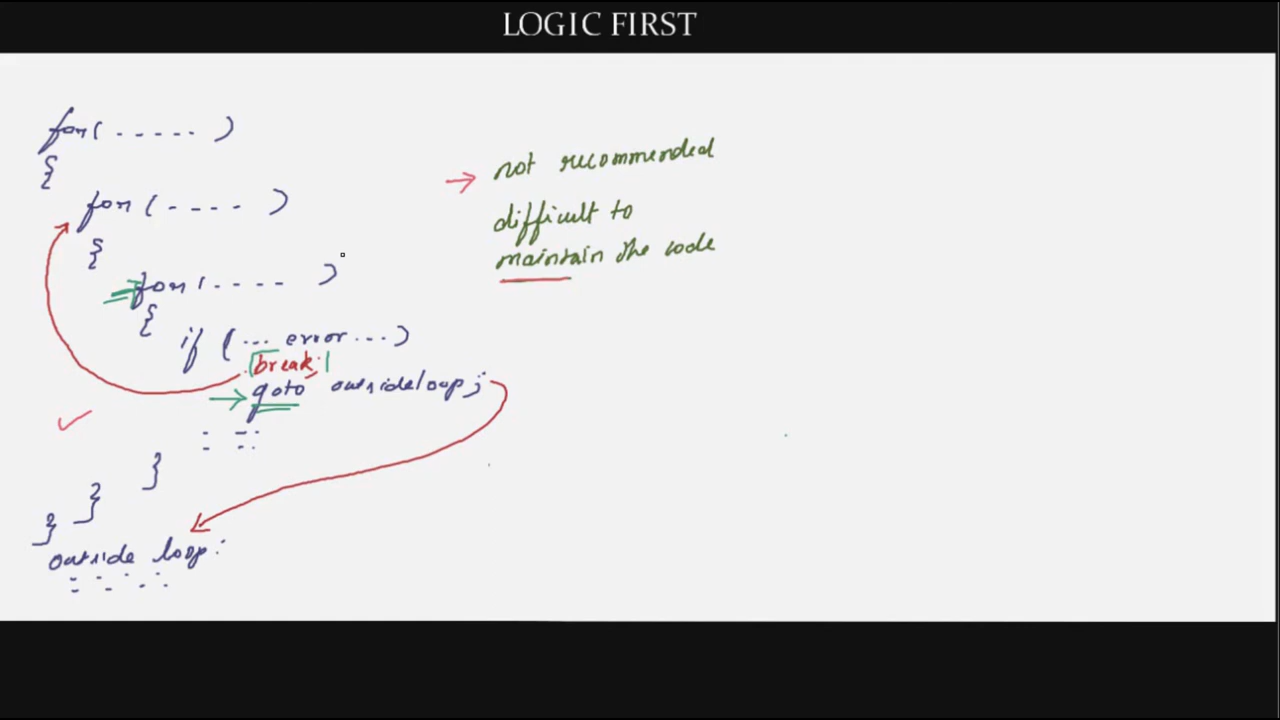 LOGIC FIRST
for( ..... )
{
for( .... )
{
for( .... )
{
if ( ... error ... )
break;
goto outsideloop;
}
}
}
outside loop:
not recommended
difficult to
maintain the code